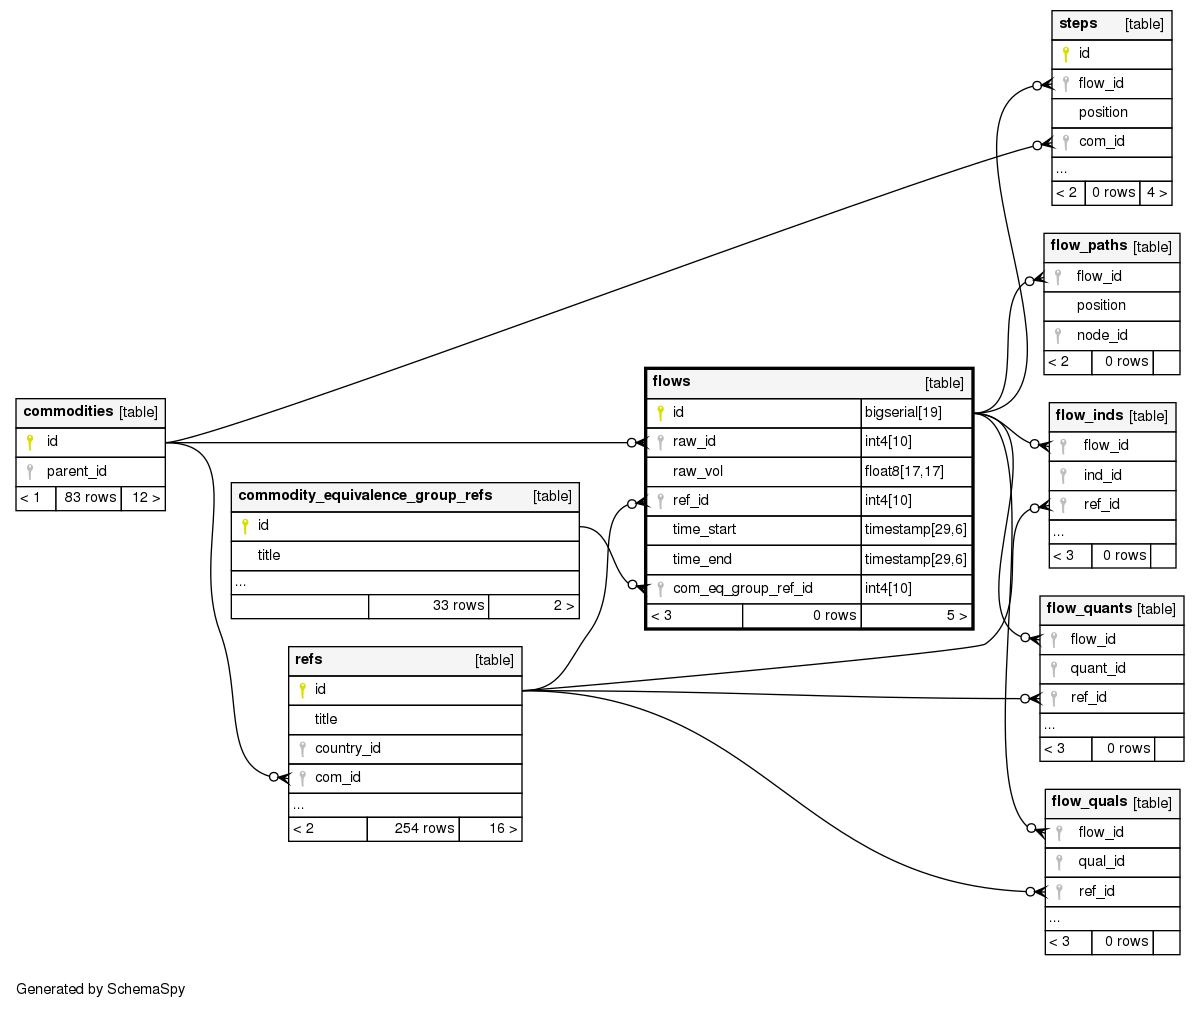 steps [table]
id
flow_id
position
com_id
...
< 2 0 rows 4 >
flow_paths [table]
flow_id
position
node_id
< 2 0 rows
flows [table]
id bigserial[19]
raw_id int4[10]
raw_vol float8[17,17]
ref_id int4[10]
time_start timestamp[29,6]
time_end timestamp[29,6]
com_eq_group_ref_id int4[10]
< 3 0 rows 5 >
commodities [table]
id
parent_id
< 1 83 rows 12 >
commodity_equivalence_group_refs [table]
id
title
...
33 rows 2 >
flow_inds [table]
flow_id
ind_id
ref_id
...
< 3 0 rows
flow_quants [table]
flow_id
quant_id
ref_id
...
< 3 0 rows
refs [table]
id
title
country_id
com_id
...
< 2 254 rows 16 >
flow_quals [table]
flow_id
qual_id
ref_id
...
< 3 0 rows
Generated by SchemaSpy